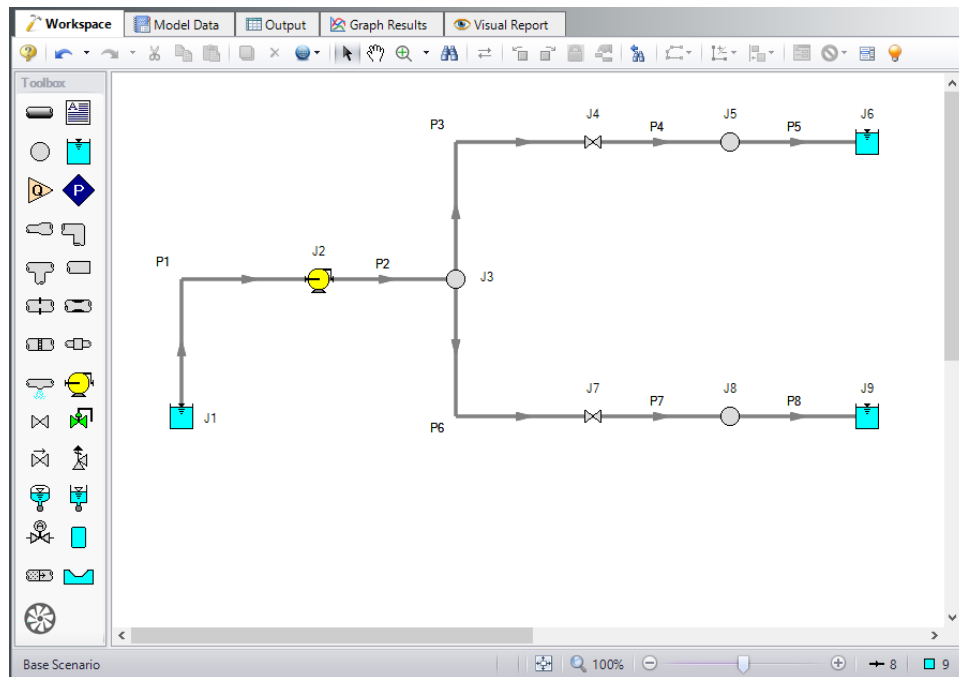 Workspace Model Data Output Graph Results Visual Report
Toolbox
A
Q P
J4 J5 J6
P3 P4 P5
J2
P1 P2
J3
J1
J7 J8 J9
P7 P8
P6
Base Scenario 100% 8 9